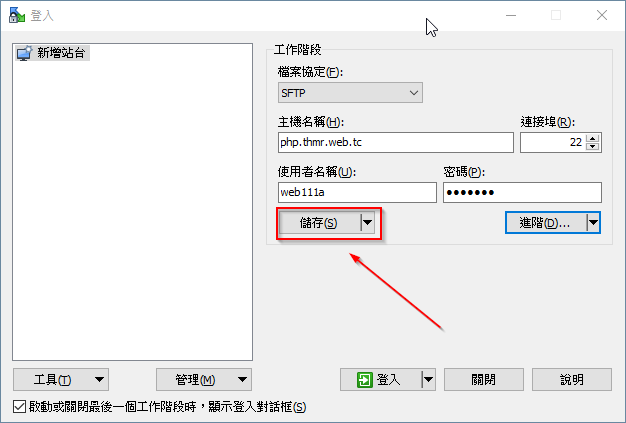 登入
新增站台
工作階段
檔案協定(F):
SFTP
主機名稱(H):
連接埠(R):
php.thmr.web.tc
22
使用者名稱(U):
密碼(P):
web111a
●●●●●●●
儲存(S)
進階(D)...
工具(T)
管理(M)
登入
關閉
說明
啟動或關閉最後一個工作階段時，顯示登入對話框(S)